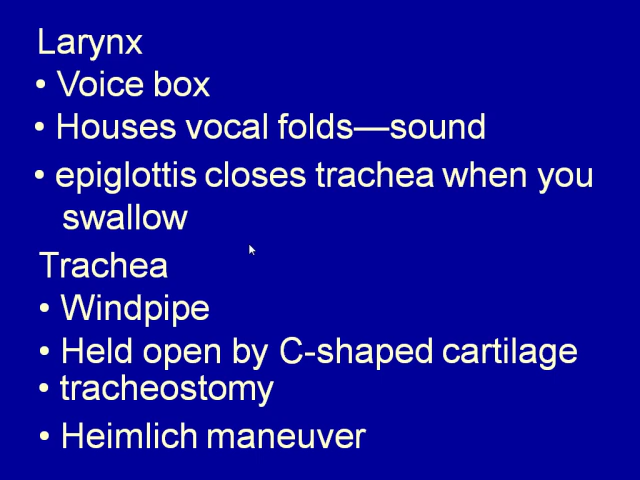 Larynx
• Voice box
• Houses vocal folds—sound
• epiglottis closes trachea when you
swallow
Trachea
• Windpipe
• Held open by C-shaped cartilage
• tracheostomy
• Heimlich maneuver